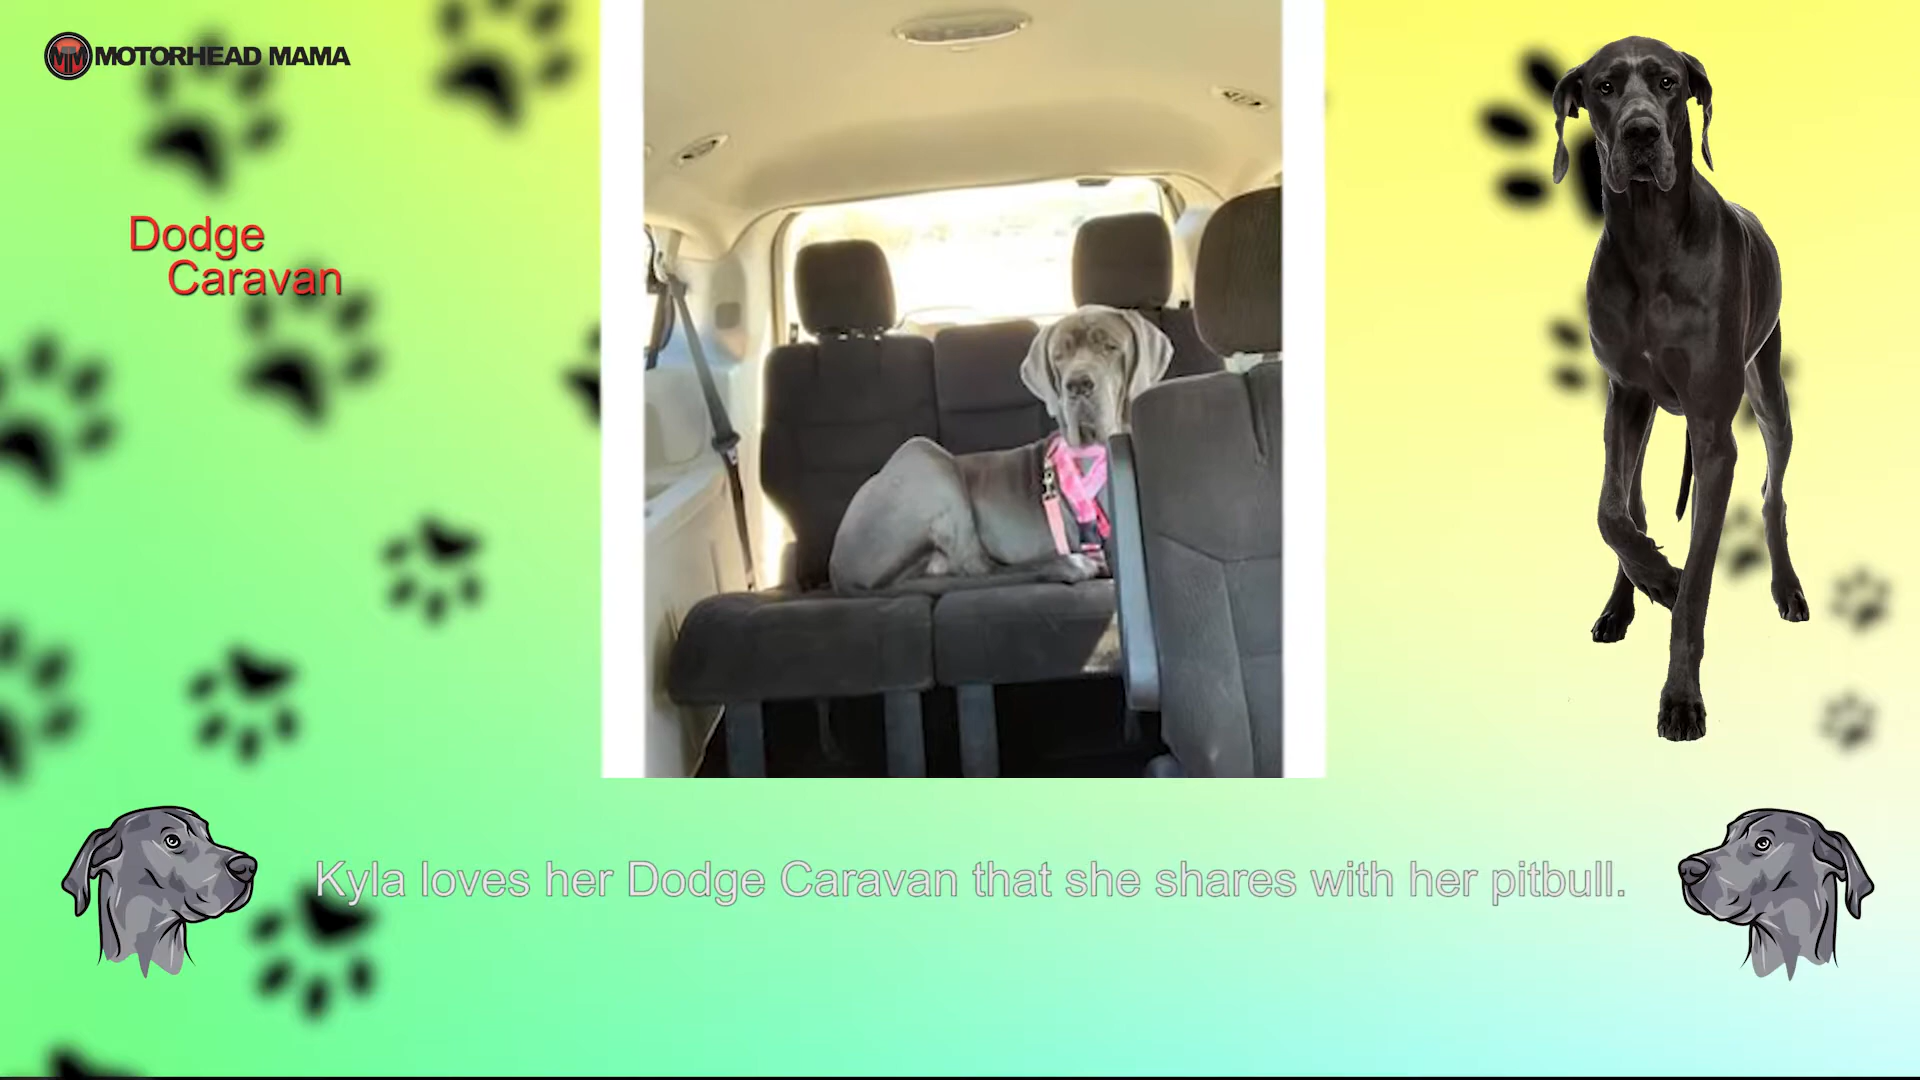 MOTORHEAD MAMA
Dodge
Caravan
Kyla loves her Dodge Caravan that she shares with her pitbull.